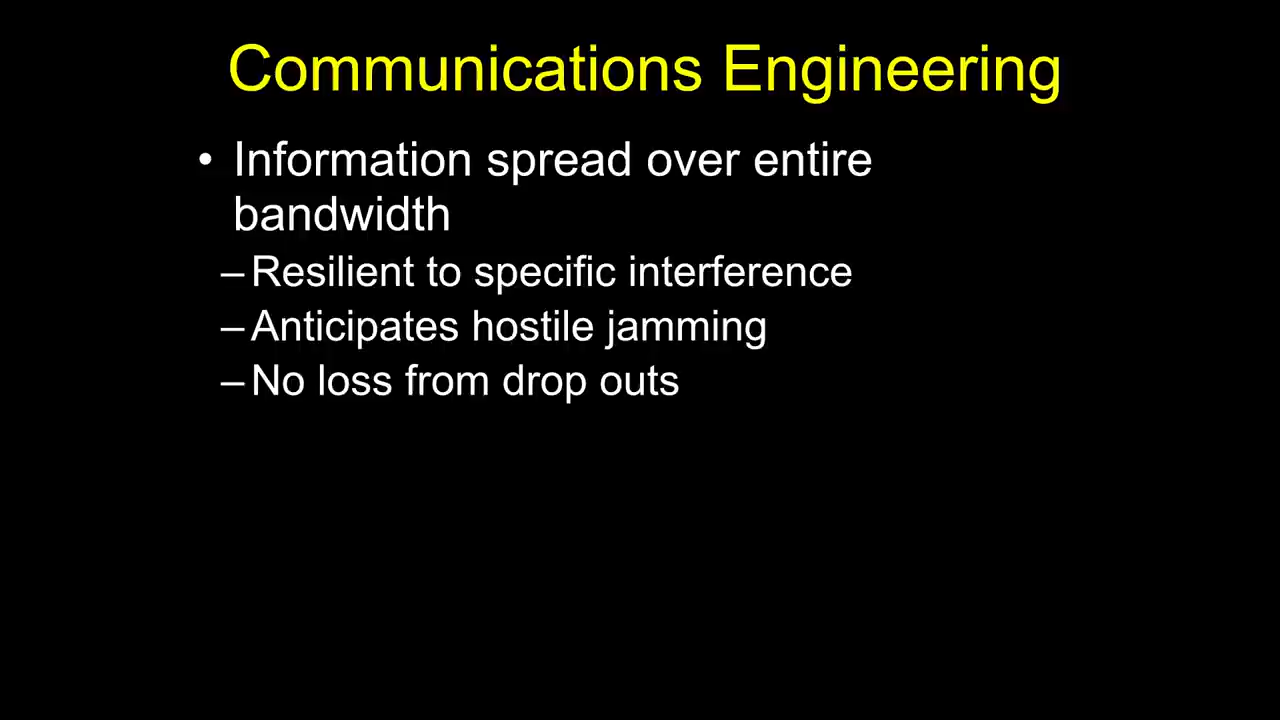 Communications Engineering
• Information spread over entire
bandwidth
– Resilient to specific interference
– Anticipates hostile jamming
– No loss from drop outs